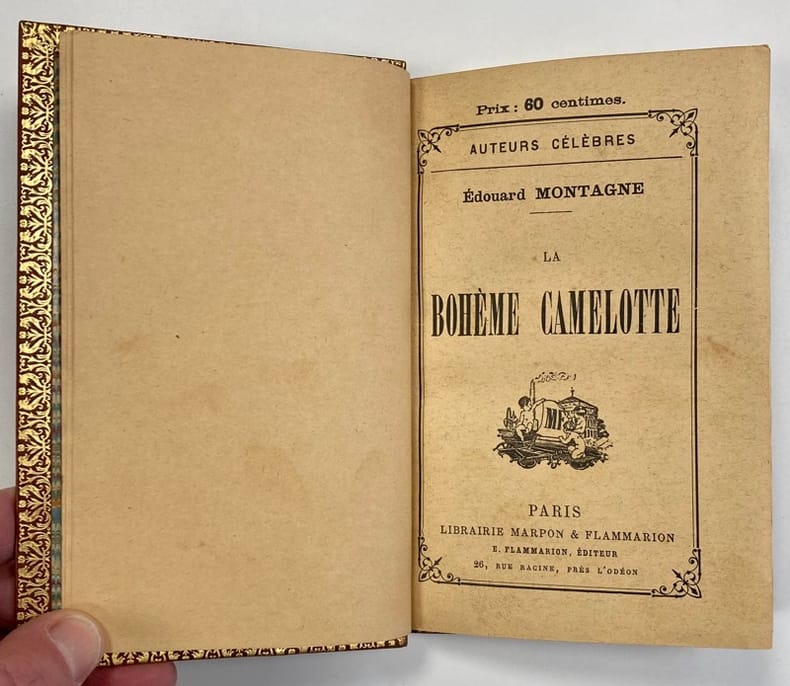 Prix : 60 centimes.
AUTEURS CÉLÈBRES
Édouard MONTAGNE
LA
BOHÈME CAMELOTTE
MF
PARIS
LIBRAIRIE MARPON & FLAMMARION
E. FLAMMARION, ÉDITEUR
26, RUE RACINE, PRÈS L'ODÉON